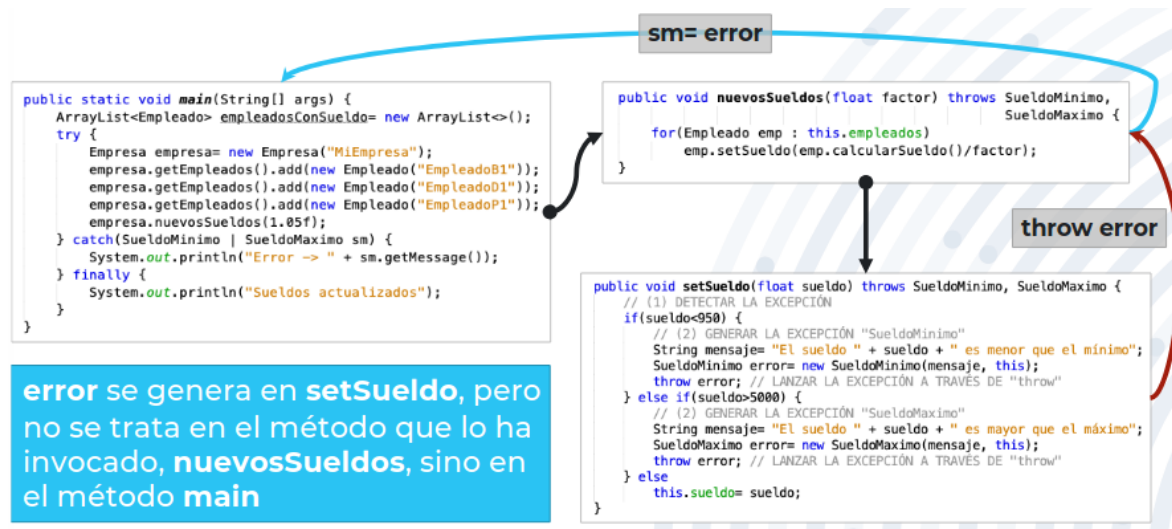 sm= error
public static void main(String[] args) {
ArrayList<Empleado> empleadosConSueldo= new ArrayList<>();
try {
Empresa empresa= new Empresa("MiEmpresa");
empresa.getEmpleados().add(new Empleado("EmpleadoB1"));
empresa.getEmpleados().add(new Empleado("EmpleadoD1"));
empresa.getEmpleados().add(new Empleado("EmpleadoP1"));
empresa.nuevosSueldos(1.05f);
} catch(SueldoMinimo | SueldoMaximo sm) {
System.out.println("Error -> " + sm.getMessage());
} finally {
System.out.println("Sueldos actualizados");
}
}
public void nuevosSueldos(float factor) throws SueldoMinimo,
SueldoMaximo {
for(Empleado emp : this.empleados)
emp.setSueldo(emp.calcularSueldo()/factor);
}
throw error
public void setSueldo(float sueldo) throws SueldoMinimo, SueldoMaximo {
// (1) DETECTAR LA EXCEPCIÓN
if(sueldo<950) {
// (2) GENERAR LA EXCEPCIÓN "SueldoMinimo"
String mensaje= "El sueldo " + sueldo + " es menor que el mínimo";
SueldoMinimo error= new SueldoMinimo(mensaje, this);
throw error; // LANZAR LA EXCEPCIÓN A TRAVÉS DE "throw"
} else if(sueldo>5000) {
// (2) GENERAR LA EXCEPCIÓN "SueldoMaximo"
String mensaje= "El sueldo " + sueldo + " es mayor que el máximo";
SueldoMaximo error= new SueldoMaximo(mensaje, this);
throw error; // LANZAR LA EXCEPCIÓN A TRAVÉS DE "throw"
} else
this.sueldo= sueldo;
}
error se genera en setSueldo, pero
no se trata en el método que lo ha
invocado, nuevosSueldos, sino en
el método main